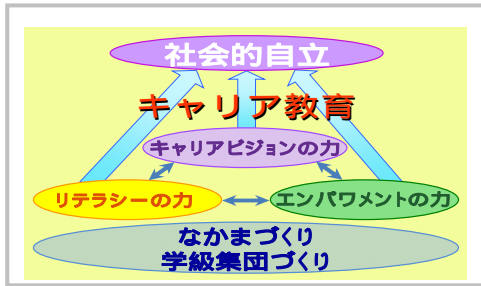 社会的自立
キャリア教育
キャリアビジョンの力
リテラシーの力
エンパワメントの力
なかまづくり
学級集団づくり